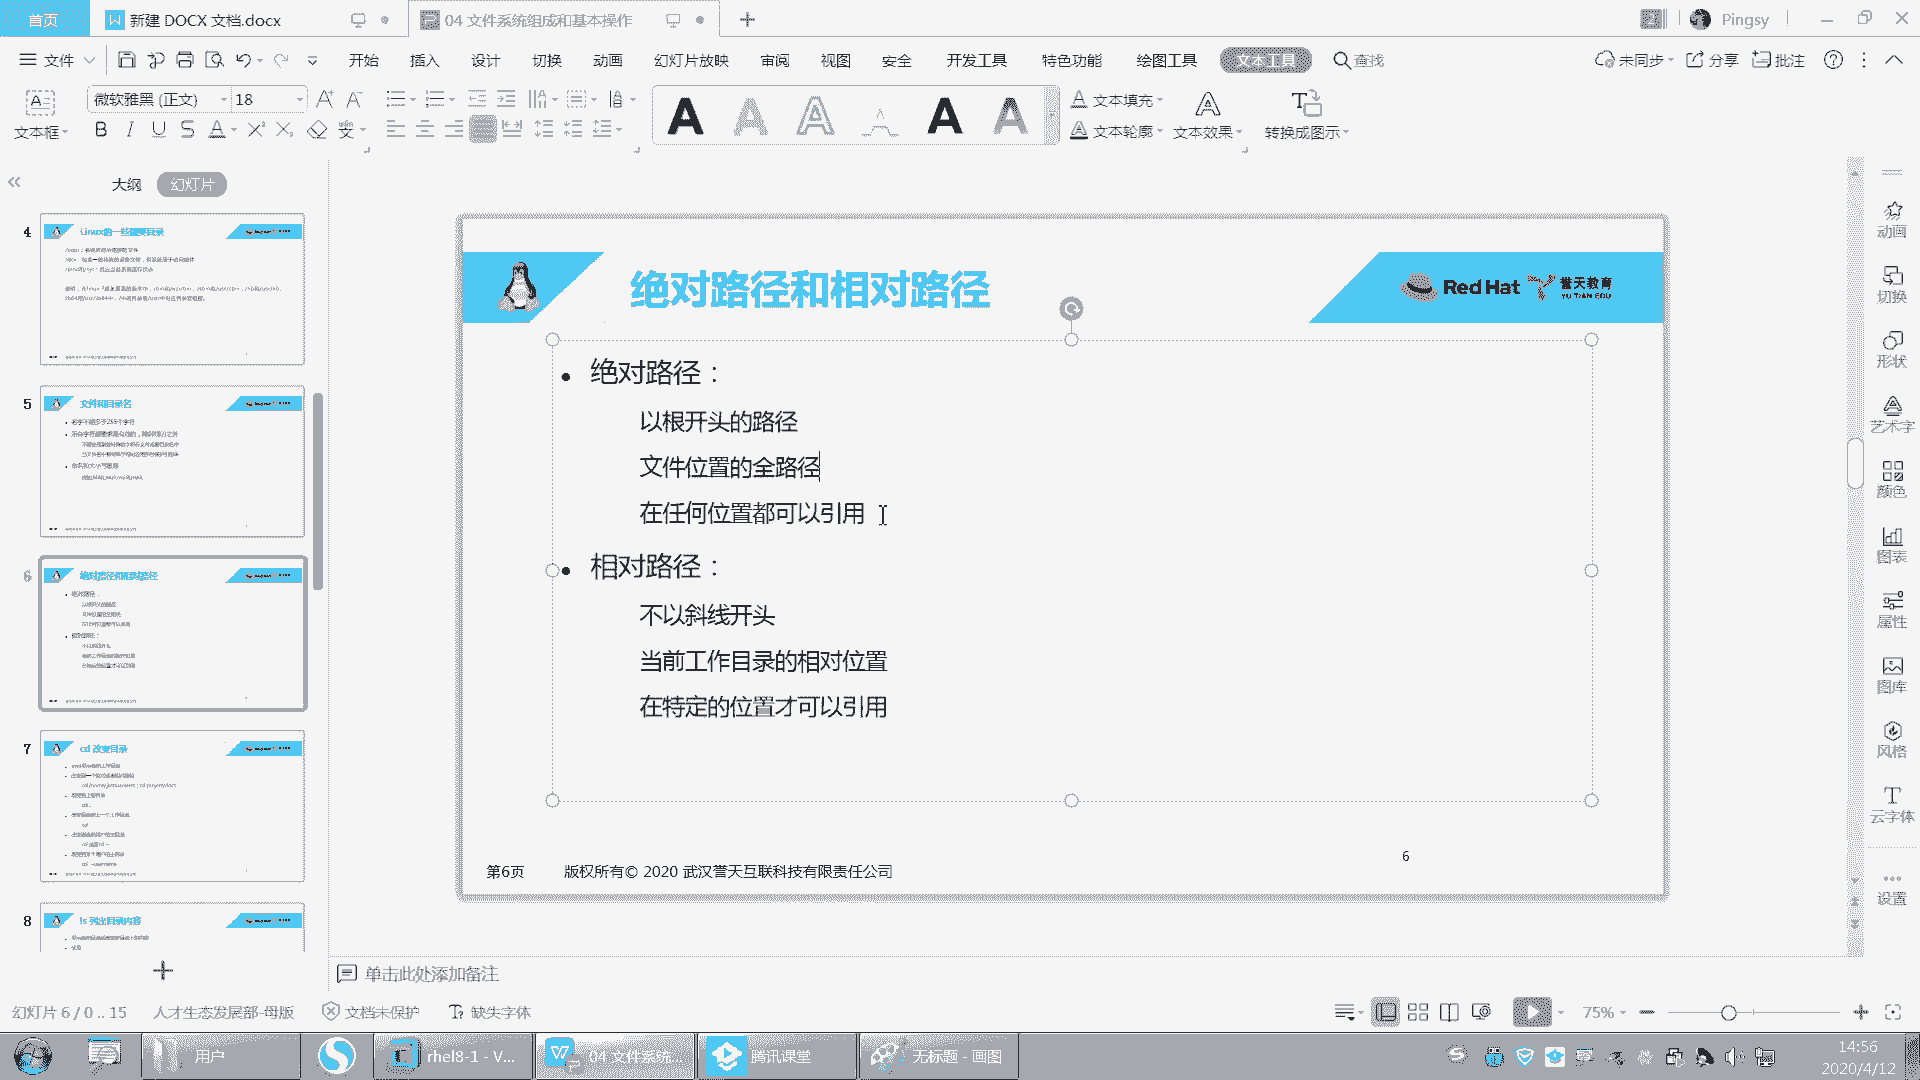 首页
新建 DOCX 文档.docx
04 文件系统组成和基本操作
Pingsy
文件
开始
插入
设计
切换
动画
幻灯片放映
审阅
视图
安全
开发工具
特色功能
绘图工具
文本工具
查找
未同步
分享
批注
文本框
微软雅黑 (正文)
18
文本填充
文本轮廓
文本效果
转换成图示
大纲
幻灯片
4
Linux的一些重要目录
5
文件和目录名
名字不能多于255个字符
6
绝对路径和相对路径
7
cd 改变目录
8
ls 列出目录内容
绝对路径和相对路径
Red Hat
誉天教育
YU TIAN EDU
绝对路径：
以根开头的路径
文件位置的全路径
在任何位置都可以引用
相对路径：
不以斜线开头
当前工作目录的相对位置
在特定的位置才可以引用
第6页
版权所有© 2020 武汉誉天互联科技有限责任公司
6
单击此处添加备注
动画
切换
形状
艺术字
颜色
图表
属性
图库
风格
云字体
设置
幻灯片 6 / 0 .. 15
人才生态发展部-母版
文档未保护
缺失字体
75%
用户
rhel8-1 - V...
04 文件系统...
腾讯课堂
无标题 - 画图
14:56
2020/4/12